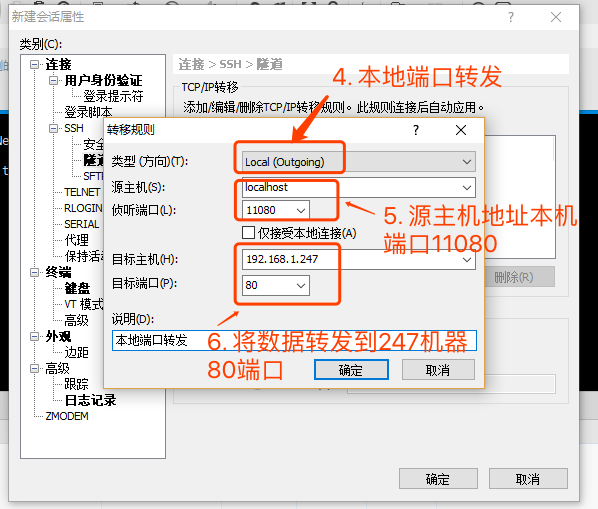 新建会话属性
类别(C):
连接
用户身份验证
登录提示符
登录脚本
SSH
安全
隧道
SFTP
TELNET
RLOGIN
SERIAL
代理
保持活动
终端
键盘
VT 模式
高级
外观
边距
高级
跟踪
日志记录
ZMODEM
连接 > SSH > 隧道
TCP/IP转移
添加/编辑/删除TCP/IP转移规则。此规则连接后自动应用。
删除(R)
4. 本地端口转发
转移规则
类型 (方向)(T):
Local (Outgoing)
源主机(S):
localhost
侦听端口(L):
11080
仅接受本地连接(A)
目标主机(H):
192.168.1.247
目标端口(P):
80
说明(D):
本地端口转发
确定
取消
5. 源主机地址本机
端口11080
6. 将数据转发到247机器
80端口
确定
取消